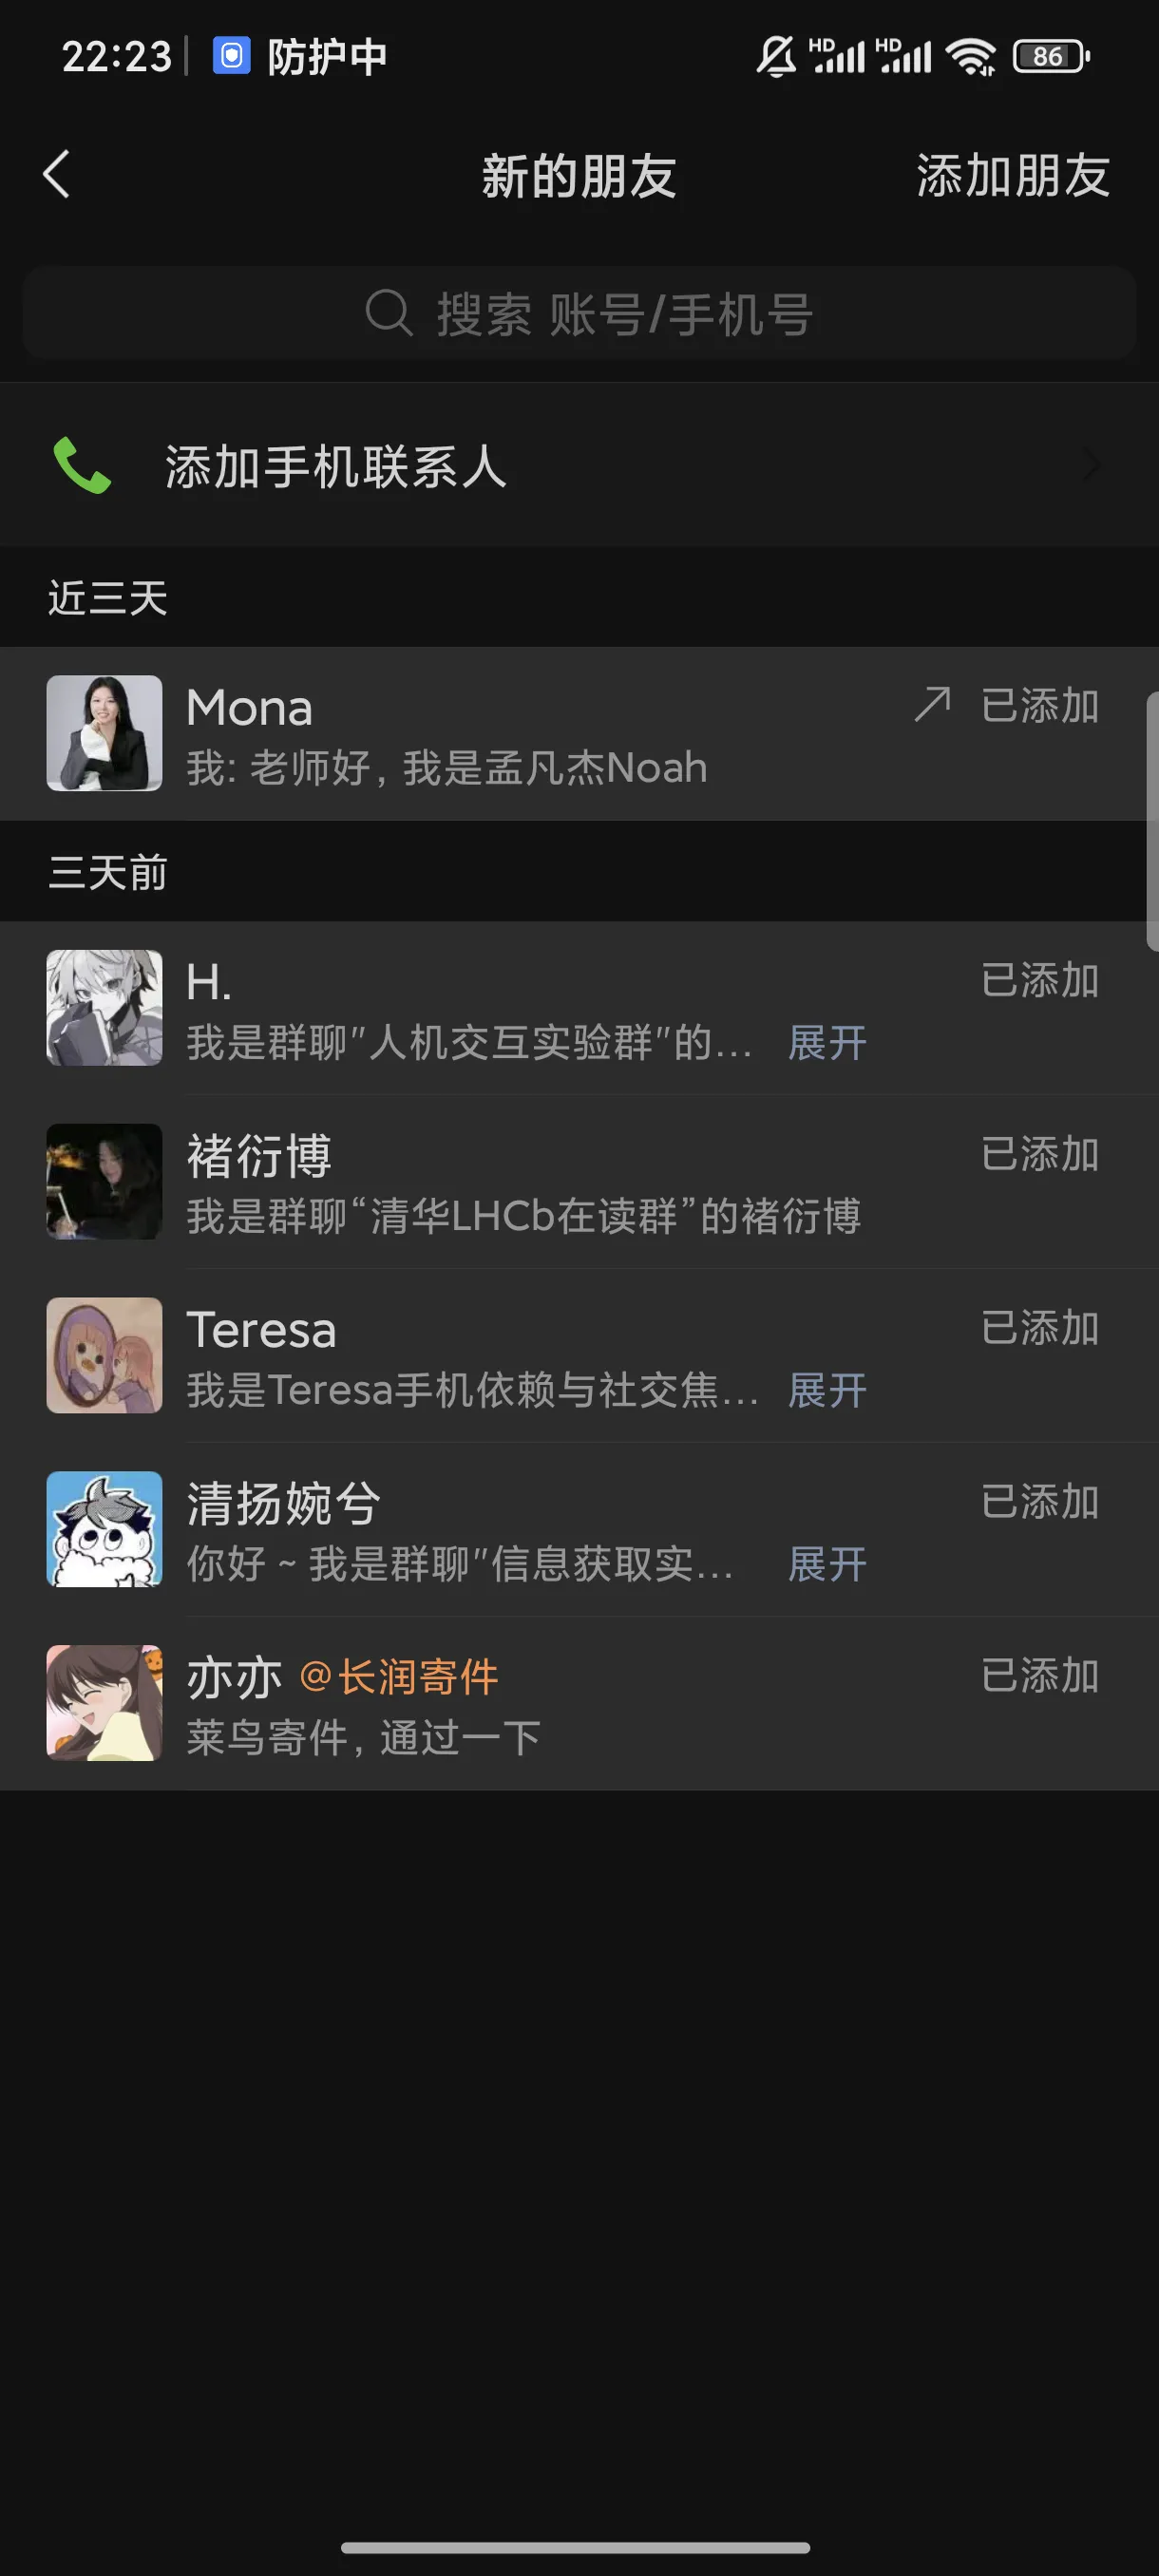 22:23 防护中 HD HD 86
新的朋友 添加朋友
搜索 账号/手机号
添加手机联系人
近三天
Mona 已添加
我: 老师好，我是孟凡杰Noah
三天前
H. 已添加
我是群聊"人机交互实验群"的... 展开
褚衍博 已添加
我是群聊“清华LHCb在读群”的褚衍博
Teresa 已添加
我是Teresa手机依赖与社交焦... 展开
清扬婉兮 已添加
你好 ~ 我是群聊"信息获取实... 展开
亦亦 @长润寄件 已添加
莱鸟寄件，通过一下